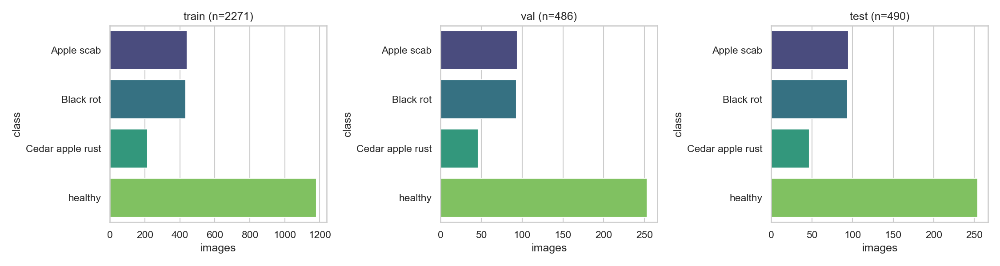 train (n=2271)
class
Apple scab
Black rot
Cedar apple rust
healthy
0 200 400 600 800 1000 1200
images
val (n=486)
class
Apple scab
Black rot
Cedar apple rust
healthy
0 50 100 150 200 250
images
test (n=490)
class
Apple scab
Black rot
Cedar apple rust
healthy
0 50 100 150 200 250
images